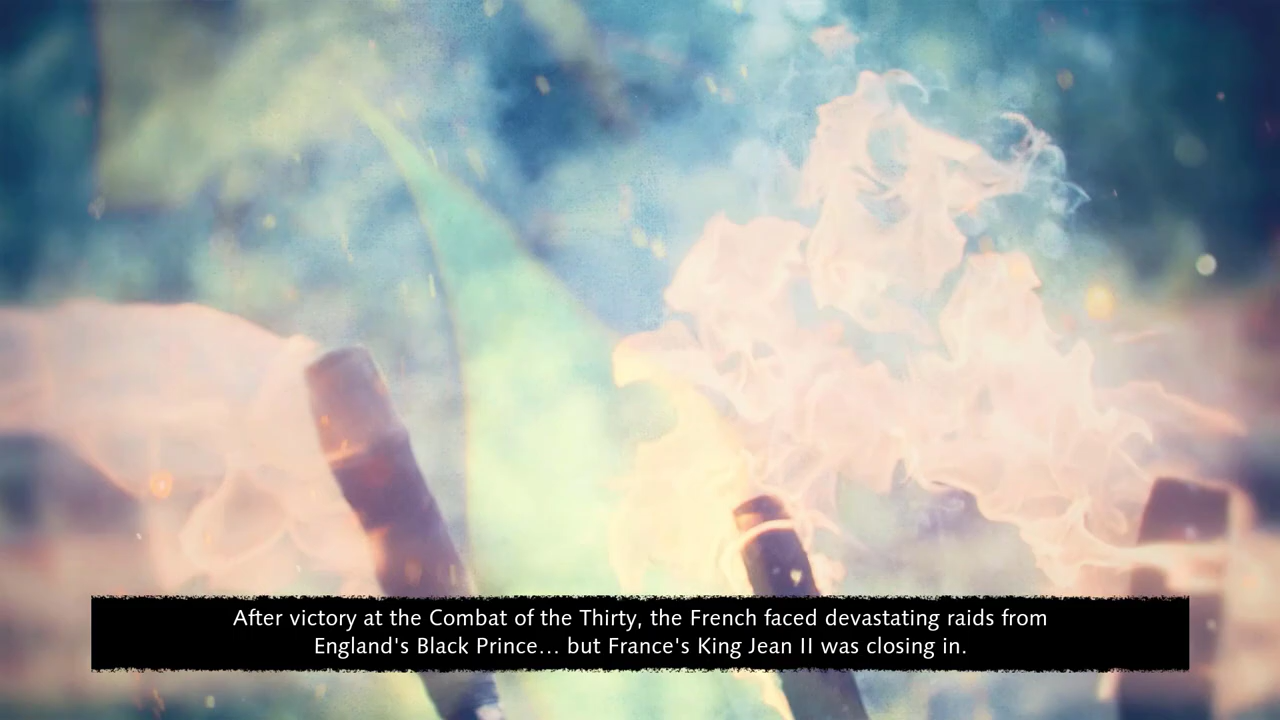 After victory at the Combat of the Thirty, the French faced devastating raids from
England's Black Prince... but France's King Jean II was closing in.